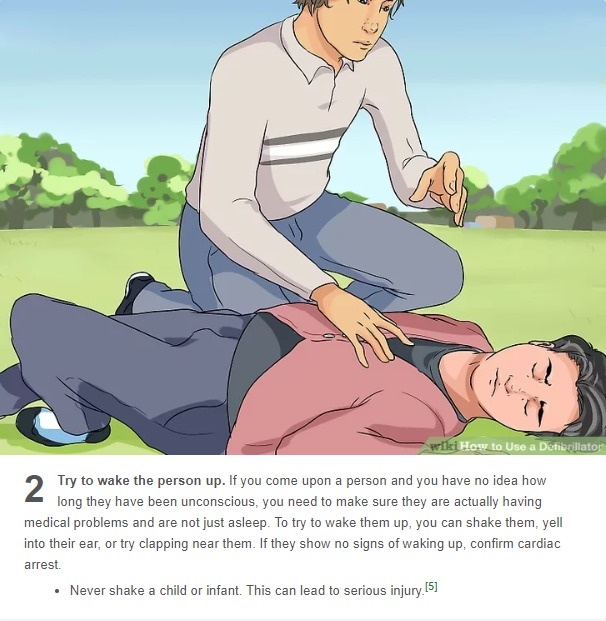 wiki How to Use a Defibrillator
2 Try to wake the person up. If you come upon a person and you have no idea how
long they have been unconscious, you need to make sure they are actually having
medical problems and are not just asleep. To try to wake them up, you can shake them, yell
into their ear, or try clapping near them. If they show no signs of waking up, confirm cardiac
arrest.
• Never shake a child or infant. This can lead to serious injury.[5]